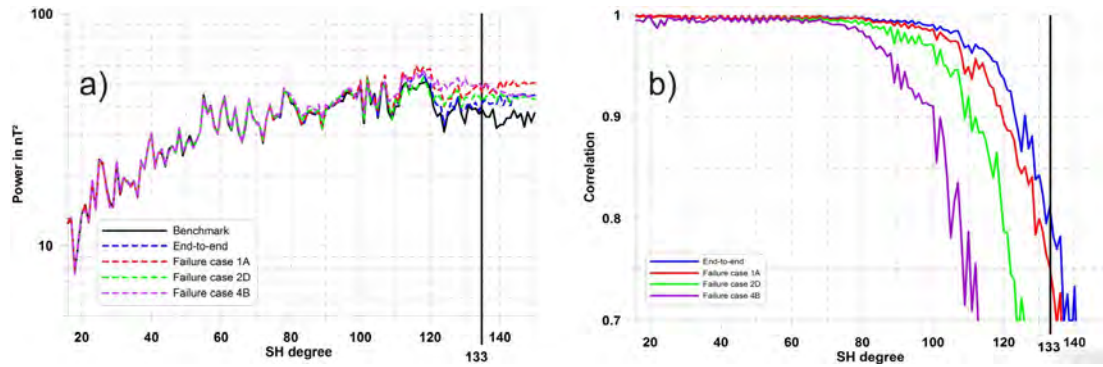 a)
100
10
Power in nT²
Benchmark
End-to-end
Failure case 1A
Failure case 2D
Failure case 4B
20 40 60 80 100 120 140
133
SH degree
b)
1
0.9
0.8
0.7
Correlation
End-to-end
Failure case 1A
Failure case 2D
Failure case 4B
20 40 60 80 100 120 140
133
SH degree